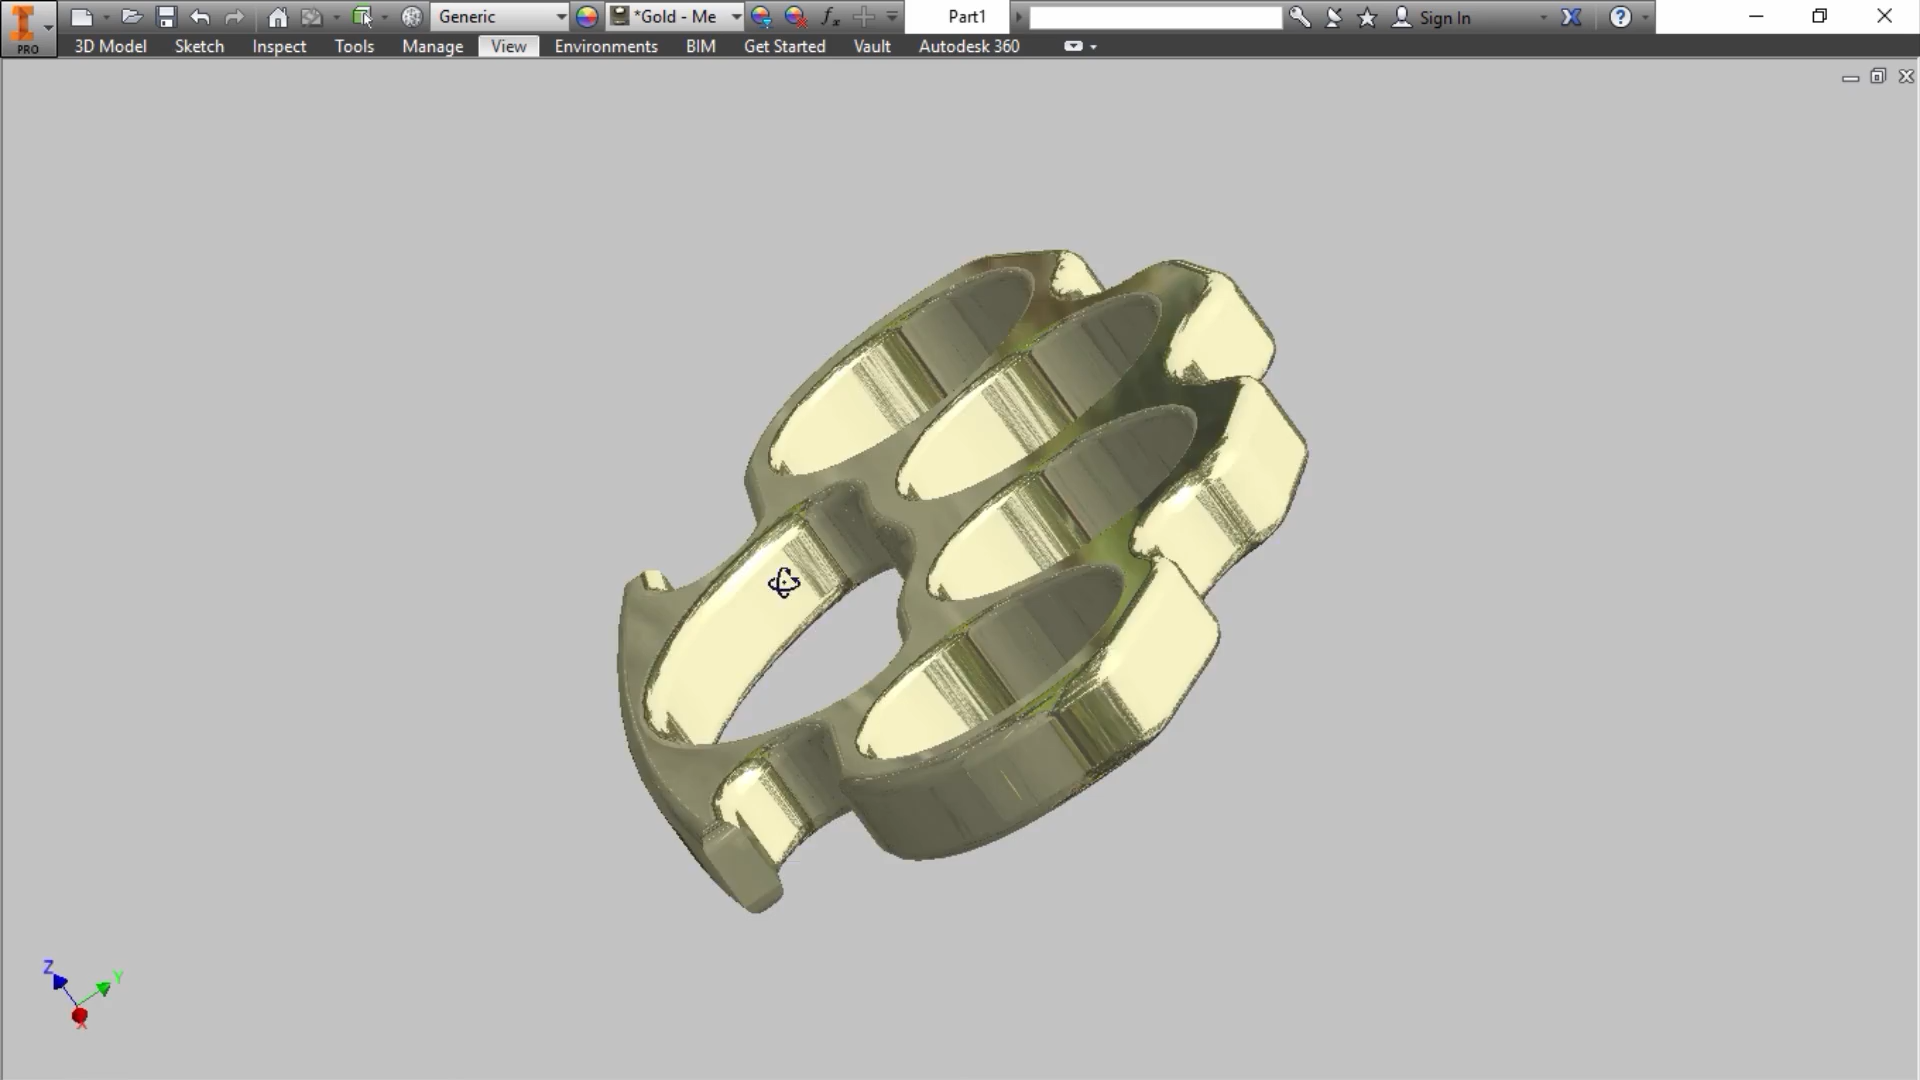 Generic
*Gold - Me
fx
Part1
Sign In
PRO
3D Model
Sketch
Inspect
Tools
Manage
View
Environments
BIM
Get Started
Vault
Autodesk 360
Z
Y
X